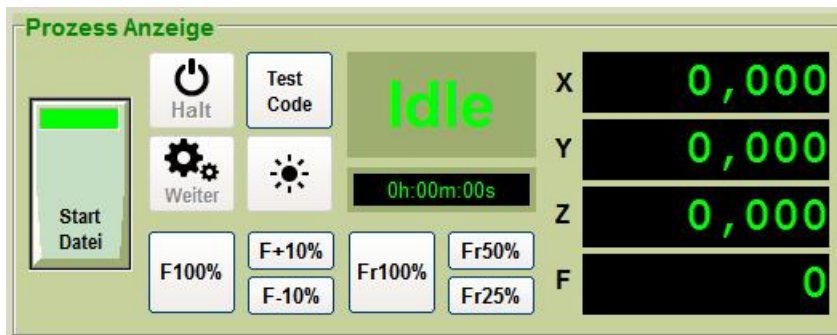 Prozess Anzeige
Start
Datei
Halt
Test
Code
Weiter
Idle
0h:00m:00s
F100%
F+10%
F-10%
Fr100%
Fr50%
Fr25%
X 0,000
Y 0,000
Z 0,000
F 0